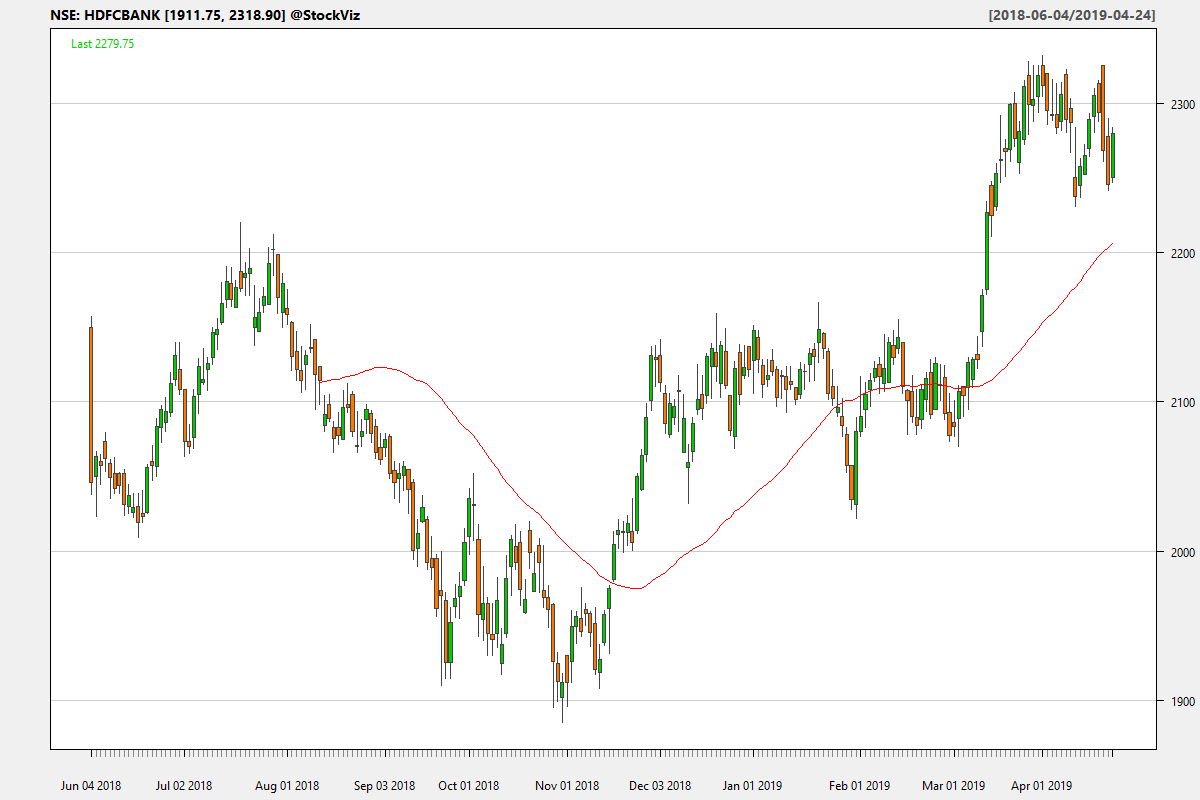 NSE: HDFCBANK [1911.75, 2318.90] @StockViz [2018-06-04/2019-04-24]
Last 2279.75
2300
2200
2100
2000
1900
Jun 04 2018 Jul 02 2018 Aug 01 2018 Sep 03 2018 Oct 01 2018 Nov 01 2018 Dec 03 2018 Jan 01 2019 Feb 01 2019 Mar 01 2019 Apr 01 2019